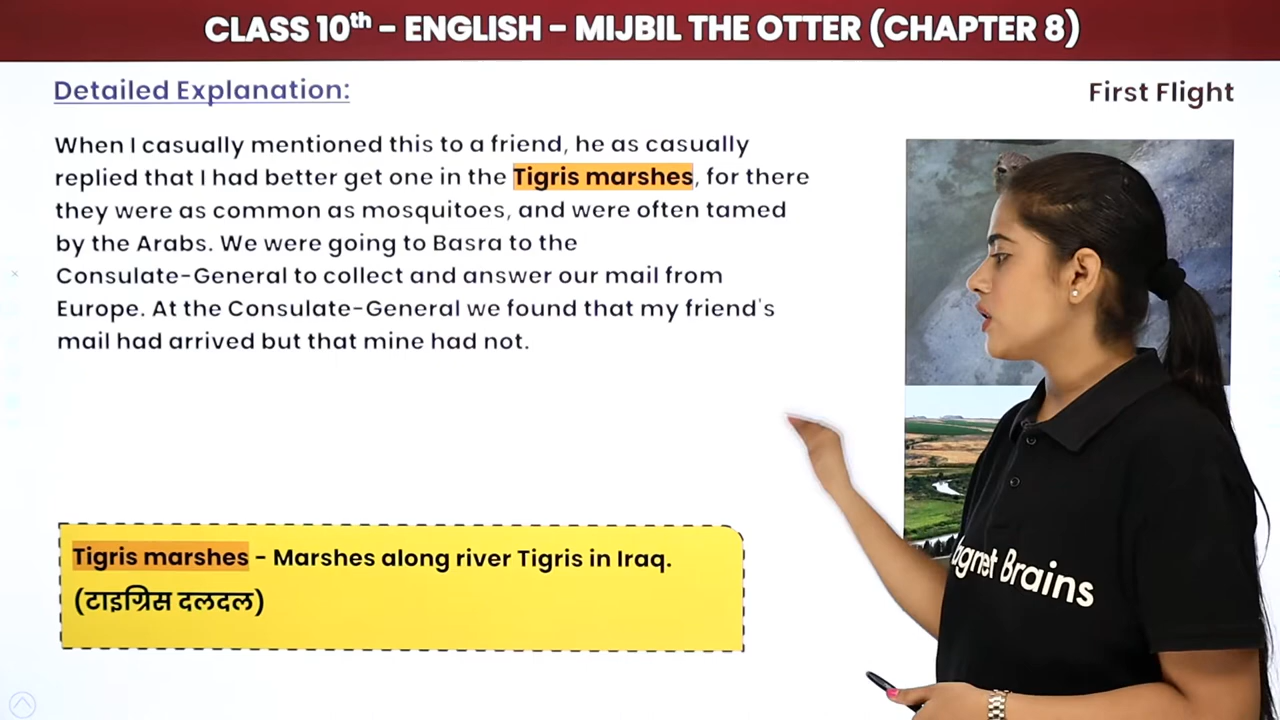 CLASS 10th - ENGLISH - MIJBIL THE OTTER (CHAPTER 8)
Detailed Explanation:
First Flight
When I casually mentioned this to a friend, he as casually
replied that I had better get one in the Tigris marshes, for there
they were as common as mosquitoes, and were often tamed
by the Arabs. We were going to Basra to the
Consulate-General to collect and answer our mail from
Europe. At the Consulate-General we found that my friend's
mail had arrived but that mine had not.
Tigris marshes - Marshes along river Tigris in Iraq.
(टाइग्रिस दलदल)
Brains